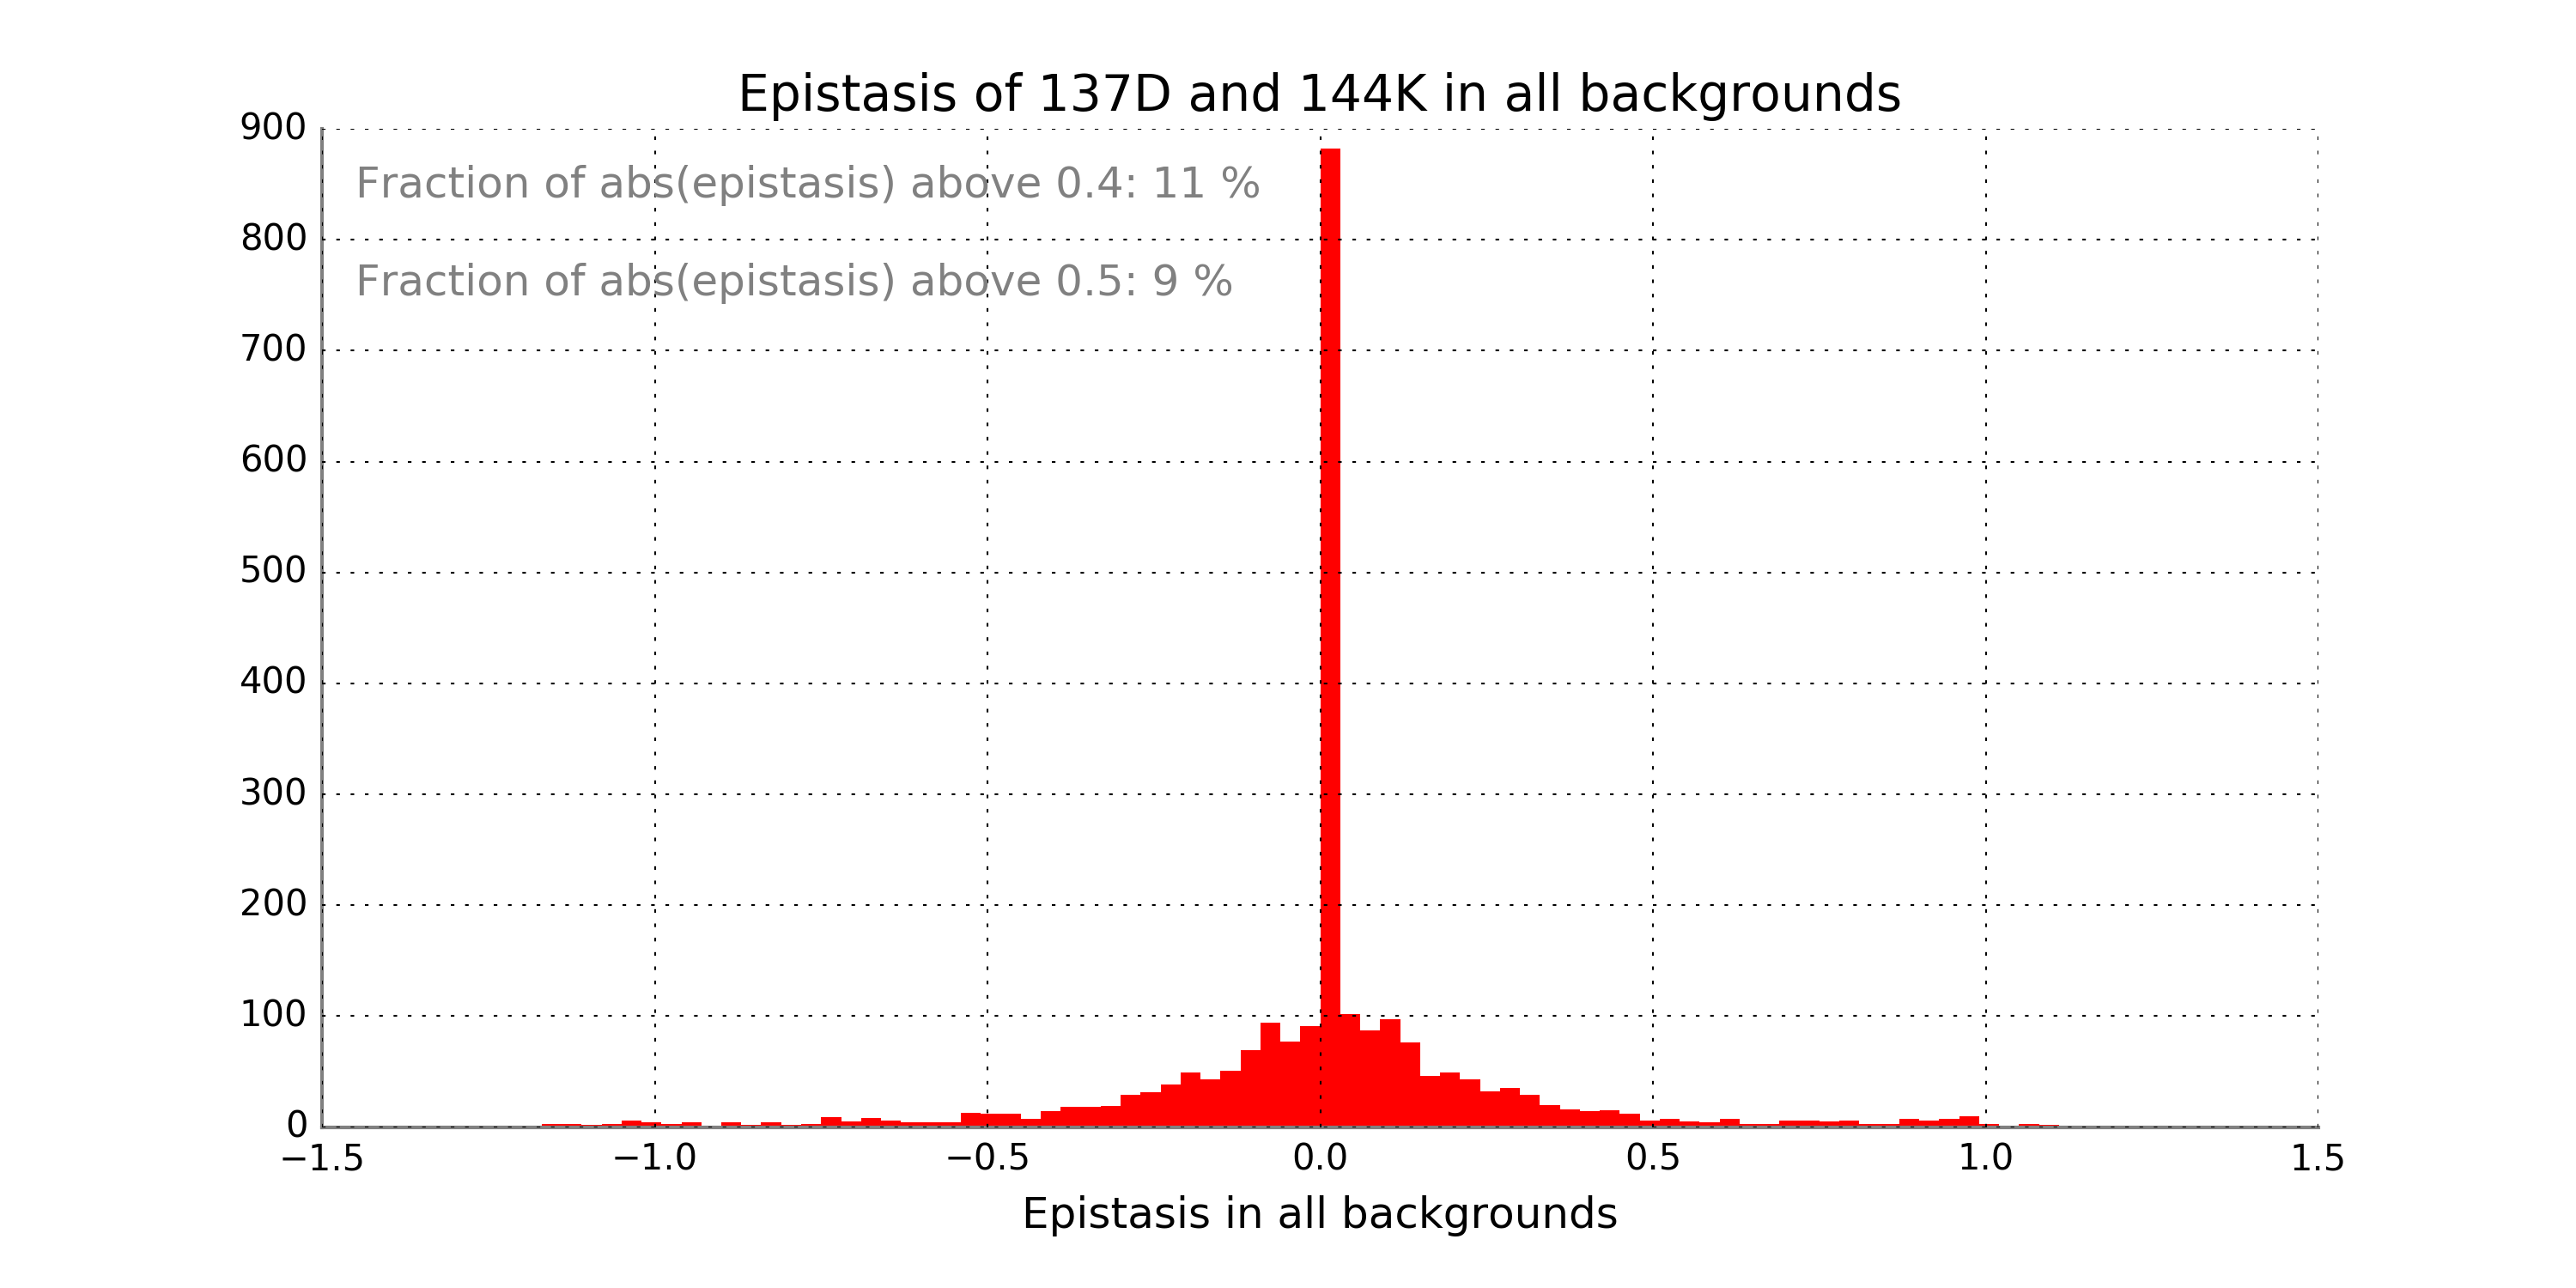 Epistasis of 137D and 144K in all backgrounds
900
Fraction of abs(epistasis) above 0.4: 11 %
800
Fraction of abs(epistasis) above 0.5: 9 %
700
600
500
400
300
200
100
0
−1.5 −1.0 −0.5 0.0 0.5 1.0 1.5
Epistasis in all backgrounds